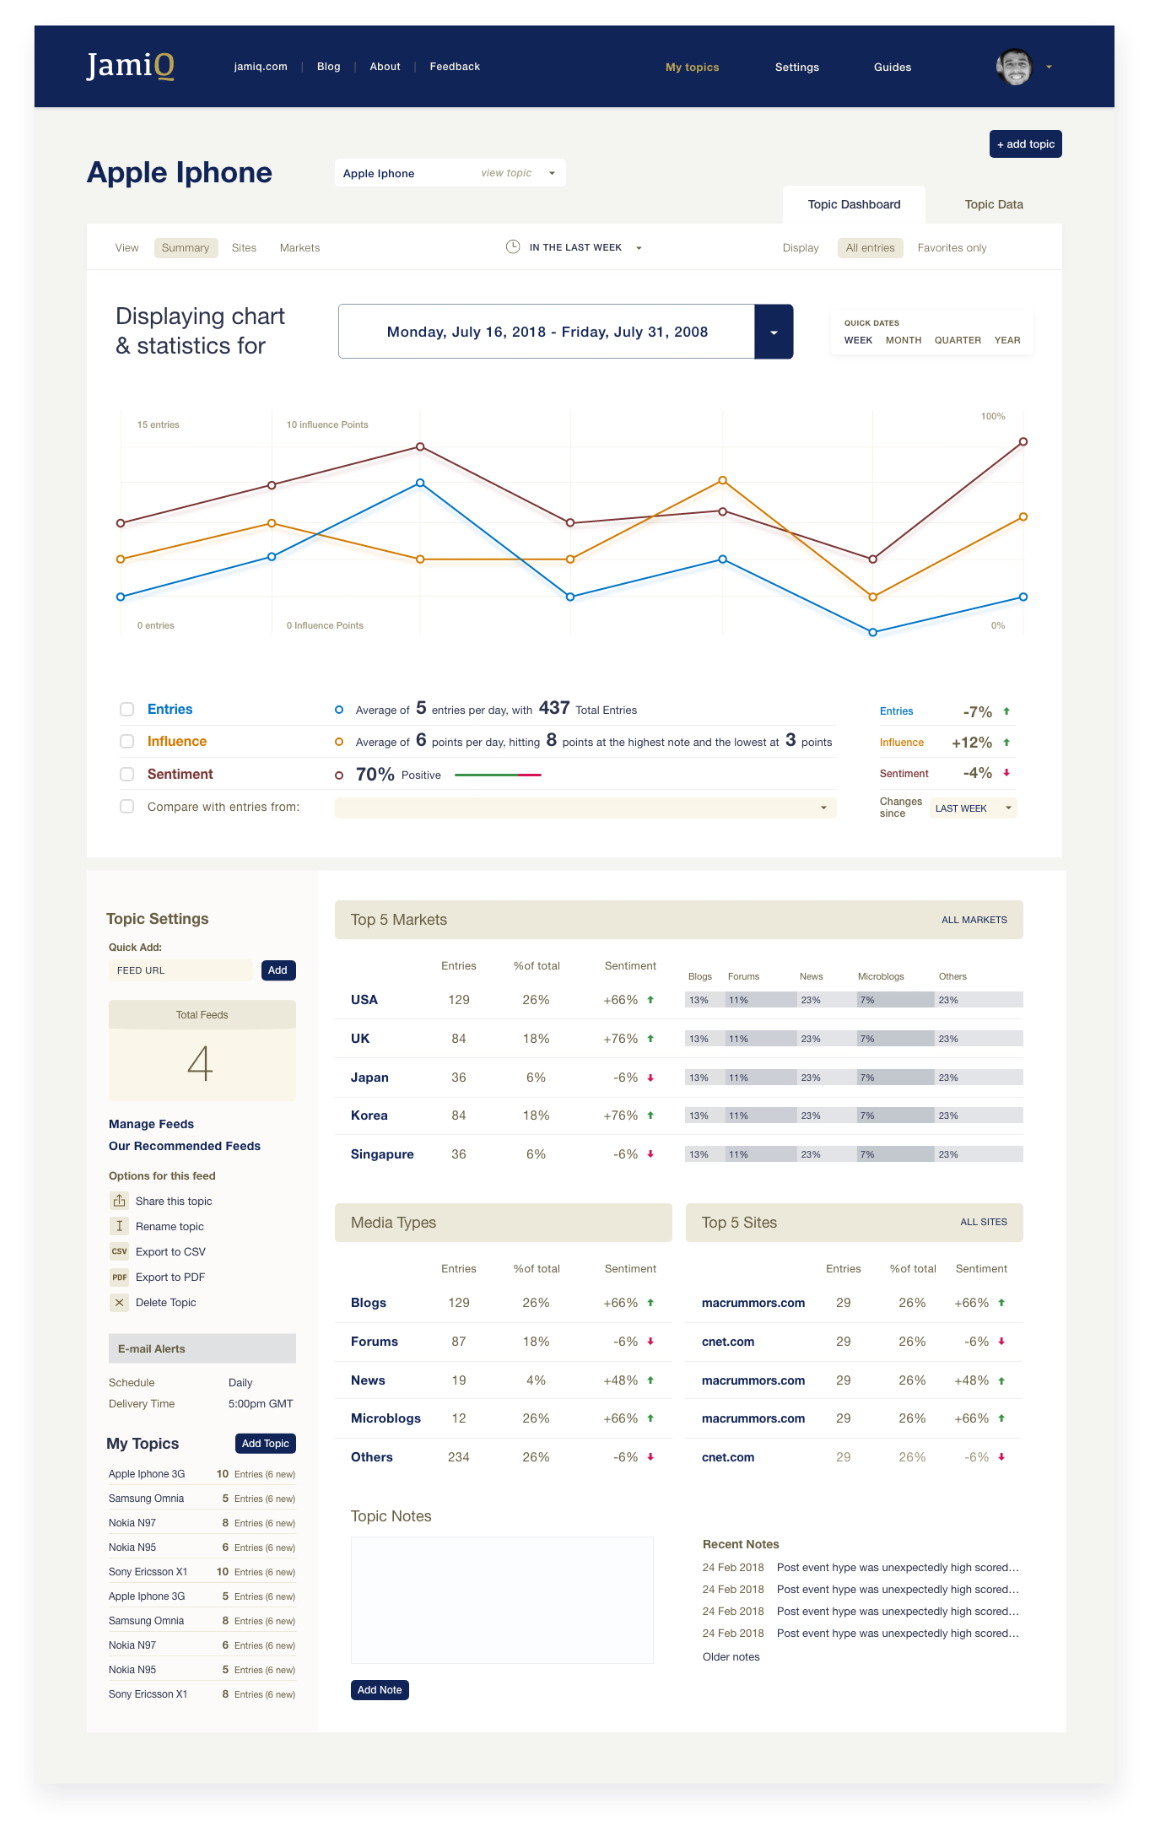 JamiQ
jamiq.com | Blog | About | Feedback
My topics Settings Guides
+ add topic
Apple Iphone
Apple Iphone view topic
Topic Dashboard Topic Data
View Summary Sites Markets
IN THE LAST WEEK
Display All entries Favorites only
Displaying chart
& statistics for
Monday, July 16, 2018 - Friday, July 31, 2008
QUICK DATES
WEEK MONTH QUARTER YEAR
15 entries 10 influence Points 100%
0 entries 0 Influence Points 0%
Entries Average of 5 entries per day, with 437 Total Entries
Influence Average of 6 points per day, hitting 8 points at the highest note and the lowest at 3 points
Sentiment 70% Positive
Compare with entries from:
Entries -7%
Influence +12%
Sentiment -4%
Changes
since LAST WEEK
Topic Settings
Quick Add:
FEED URL Add
Total Feeds
4
Manage Feeds
Our Recommended Feeds
Options for this feed
Share this topic
Rename topic
CSV Export to CSV
PDF Export to PDF
Delete Topic
E-mail Alerts
Schedule Daily
Delivery Time 5:00pm GMT
My Topics Add Topic
Apple Iphone 3G 10 Entries (6 new)
Samsung Omnia 5 Entries (6 new)
Nokia N97 8 Entries (6 new)
Nokia N95 6 Entries (6 new)
Sony Ericsson X1 10 Entries (6 new)
Apple Iphone 3G 5 Entries (6 new)
Samsung Omnia 8 Entries (6 new)
Nokia N97 6 Entries (6 new)
Nokia N95 5 Entries (6 new)
Sony Ericsson X1 8 Entries (6 new)
Top 5 Markets ALL MARKETS
Entries %of total Sentiment Blogs Forums News Microblogs Others
USA 129 26% +66% 13% 11% 23% 7% 23%
UK 84 18% +76% 13% 11% 23% 7% 23%
Japan 36 6% -6% 13% 11% 23% 7% 23%
Korea 84 18% +76% 13% 11% 23% 7% 23%
Singapure 36 6% -6% 13% 11% 23% 7% 23%
Media Types
Entries %of total Sentiment
Blogs 129 26% +66%
Forums 87 18% -6%
News 19 4% +48%
Microblogs 12 26% +66%
Others 234 26% -6%
Top 5 Sites ALL SITES
Entries %of total Sentiment
macrummors.com 29 26% +66%
cnet.com 29 26% -6%
macrummors.com 29 26% +48%
macrummors.com 29 26% +66%
cnet.com 29 26% -6%
Topic Notes
Add Note
Recent Notes
24 Feb 2018 Post event hype was unexpectedly high scored...
24 Feb 2018 Post event hype was unexpectedly high scored...
24 Feb 2018 Post event hype was unexpectedly high scored...
24 Feb 2018 Post event hype was unexpectedly high scored...
Older notes